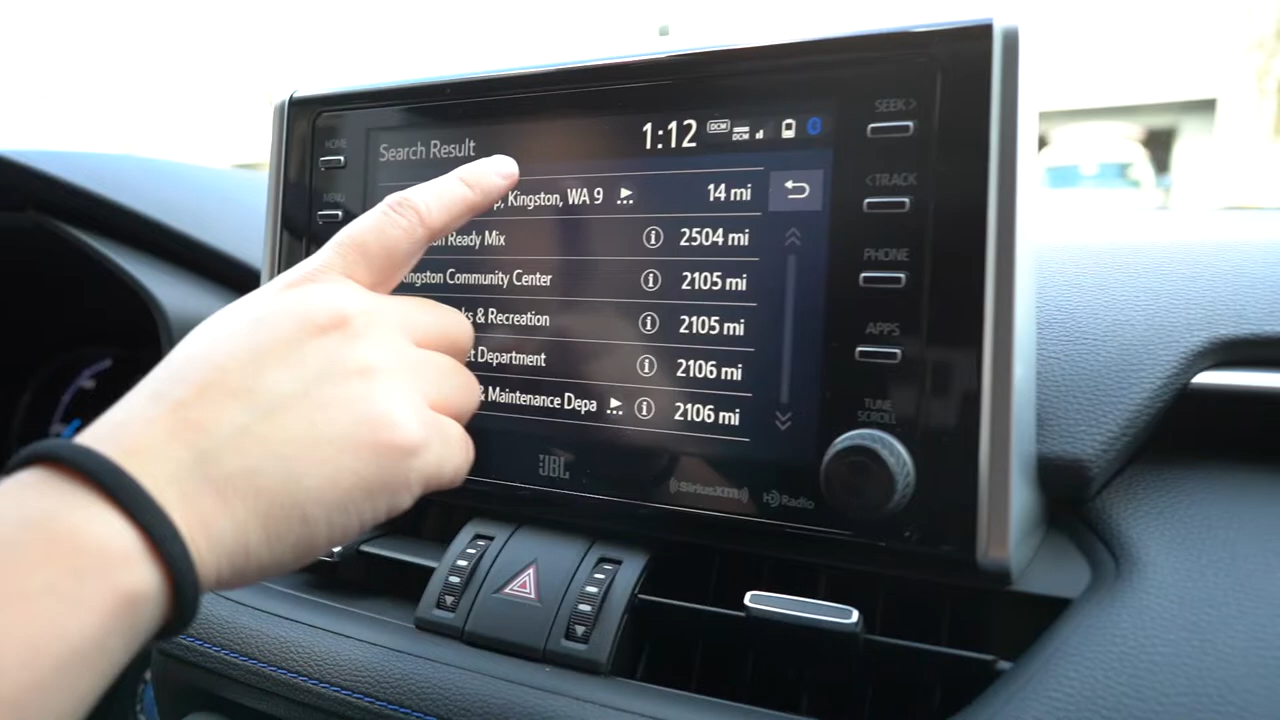 HOME
MENU
Search Result
1:12
DCM
DCM
p, Kingston, WA 9 14 mi
on Ready Mix 2504 mi
Kingston Community Center 2105 mi
ks & Recreation 2105 mi
et Department 2106 mi
& Maintenance Depa 2106 mi
SEEK >
< TRACK
PHONE
APPS
TUNE
SCROLL
JBL
SiriusXM
HD Radio